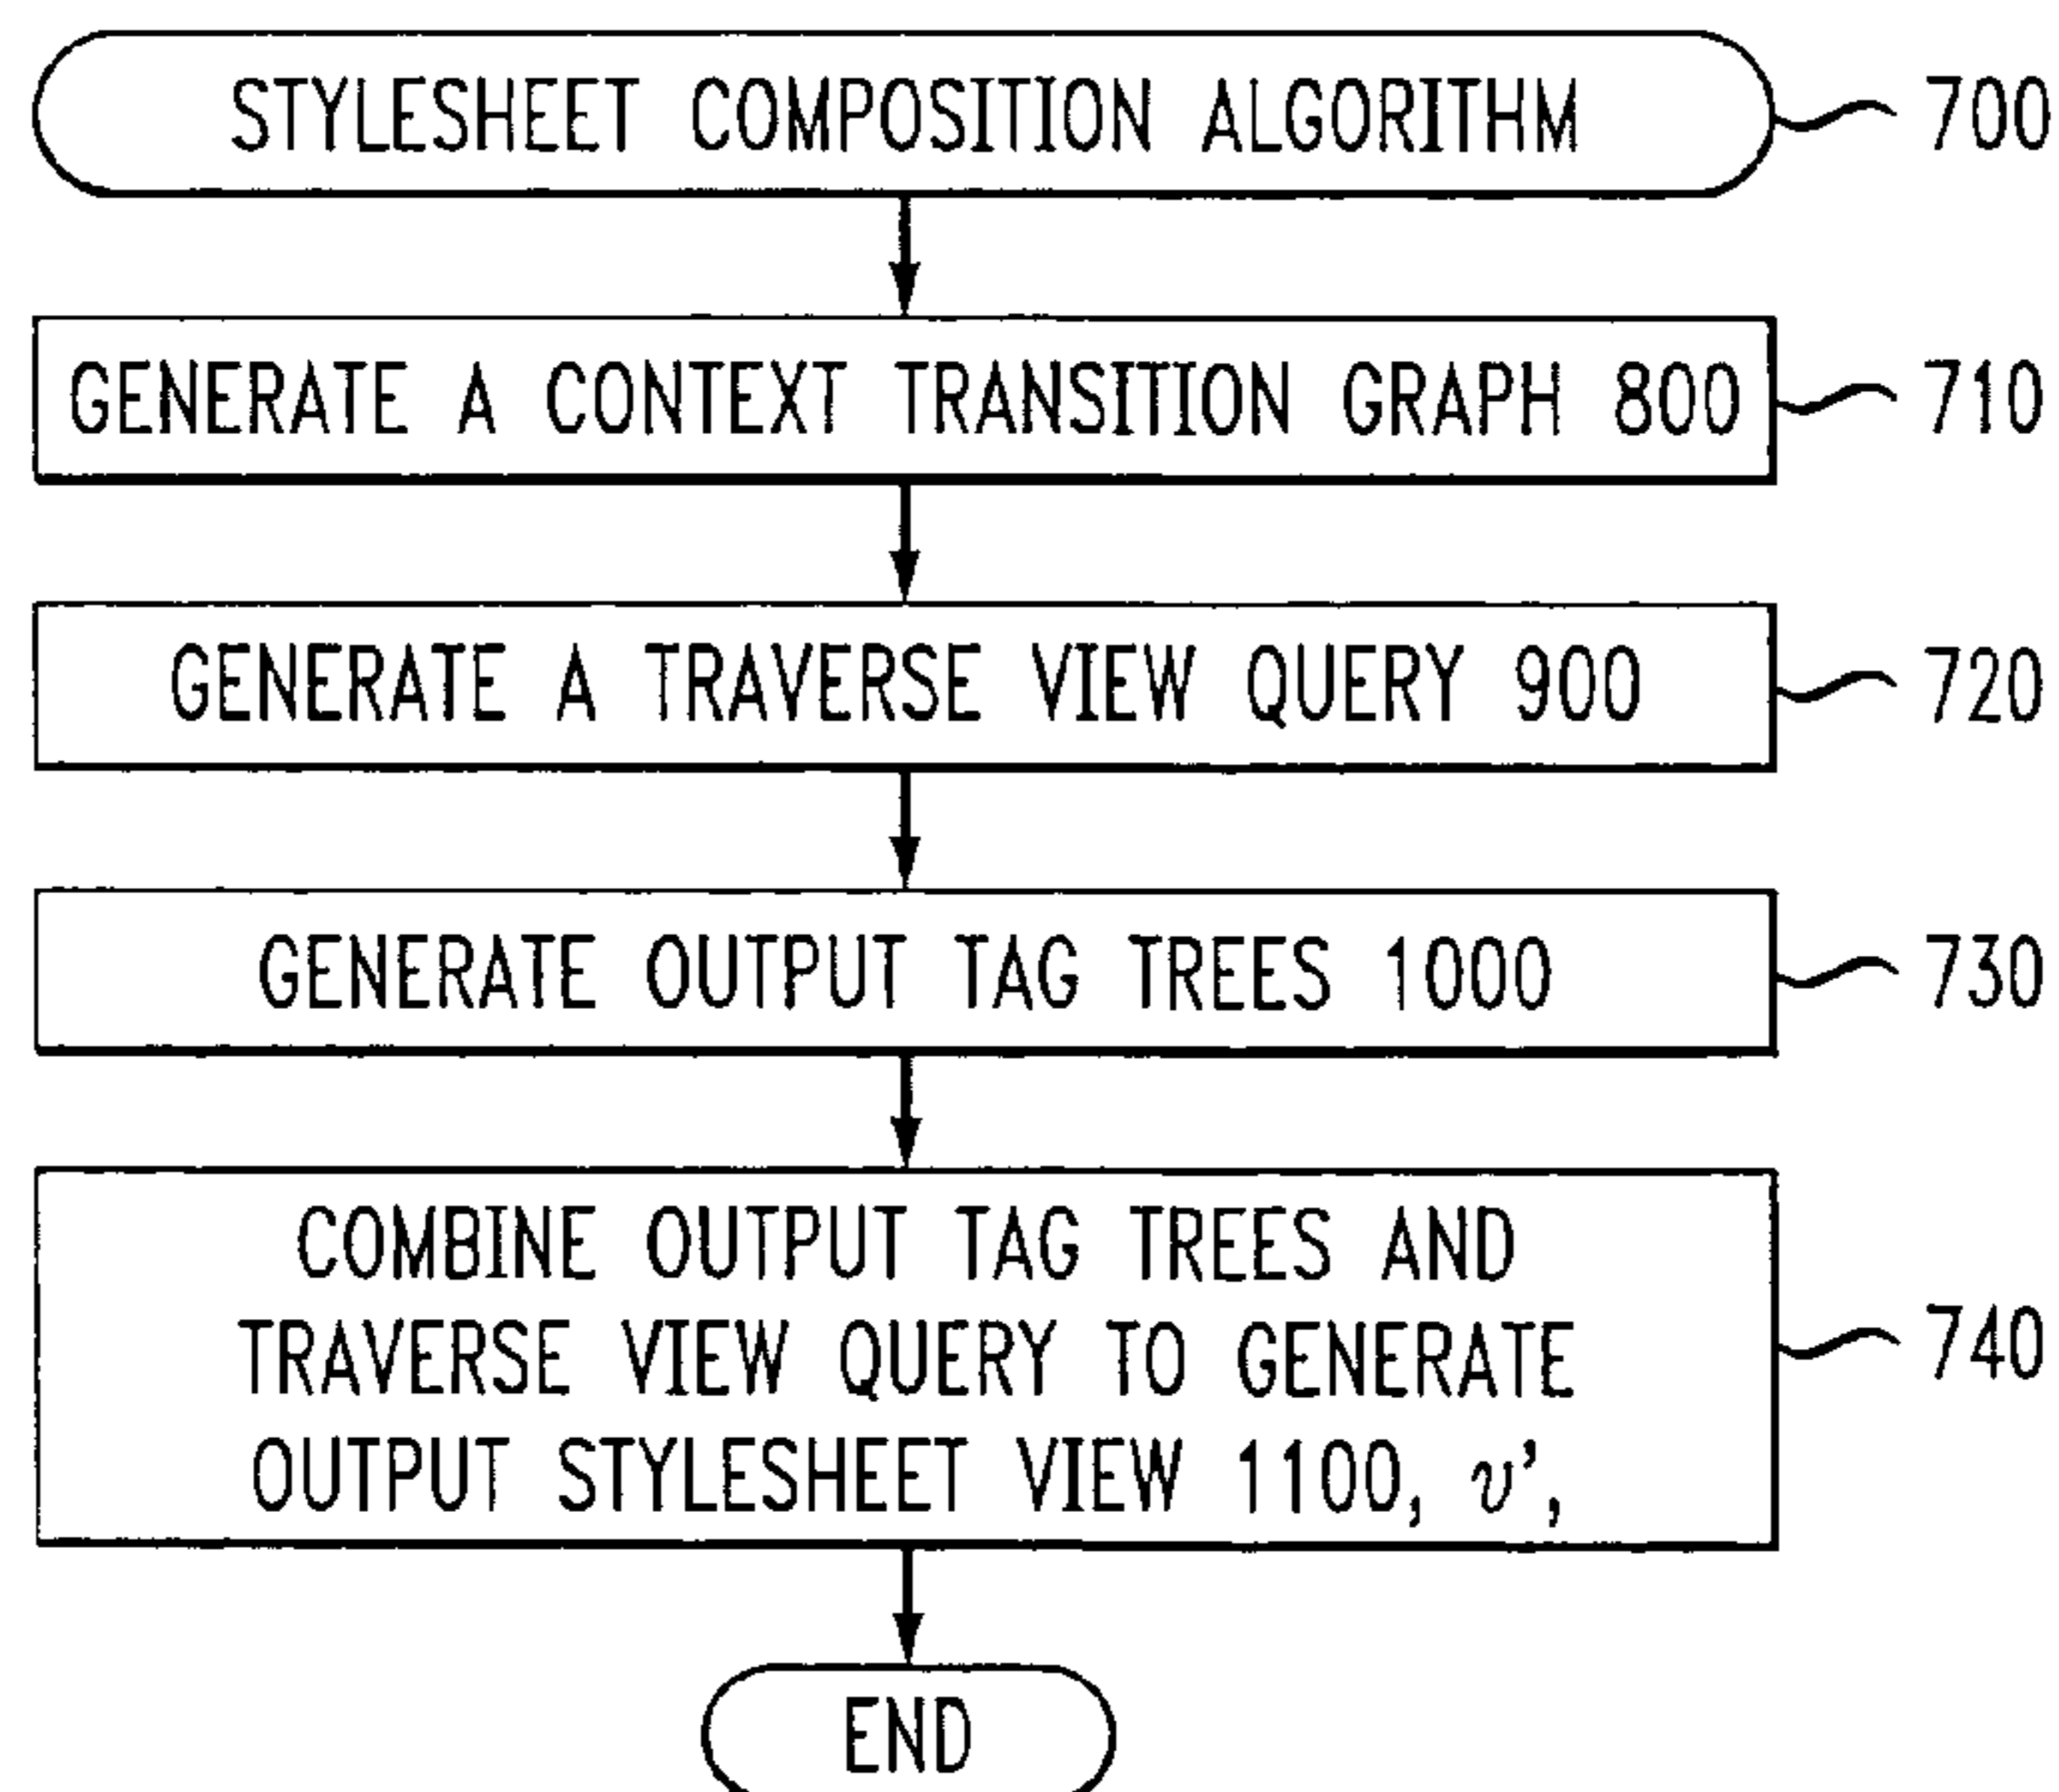 STYLESHEET COMPOSITION ALGORITHM 700
GENERATE A CONTEXT TRANSITION GRAPH 800 710
GENERATE A TRAVERSE VIEW QUERY 900 720
GENERATE OUTPUT TAG TREES 1000 730
COMBINE OUTPUT TAG TREES AND
TRAVERSE VIEW QUERY TO GENERATE 740
OUTPUT STYLESHEET VIEW 1100, v',
END